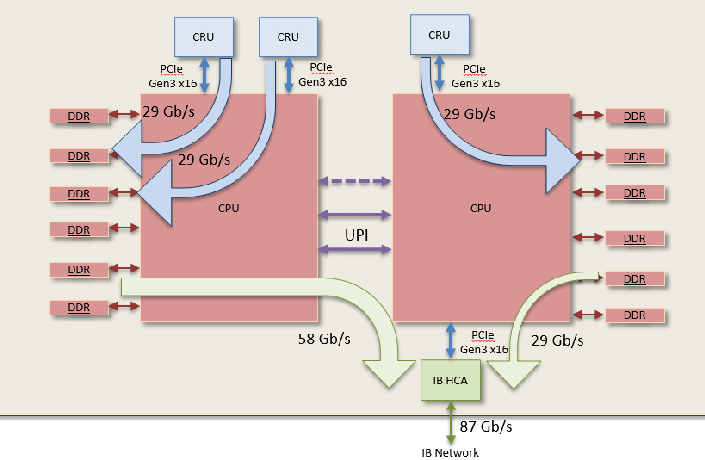 CRU
CRU
CRU
PCIe
Gen3 x16
PCIe
Gen3 x16
PCIe
Gen3 x16
DDR
29 Gb/s
29 Gb/s
DDR
DDR
29 Gb/s
DDR
DDR
DDR
DDR
CPU
CPU
DDR
UPI
DDR
DDR
DDR
DDR
DDR
58 Gb/s
PCIe
Gen3 x16
29 Gb/s
IB HCA
87 Gb/s
IB Network